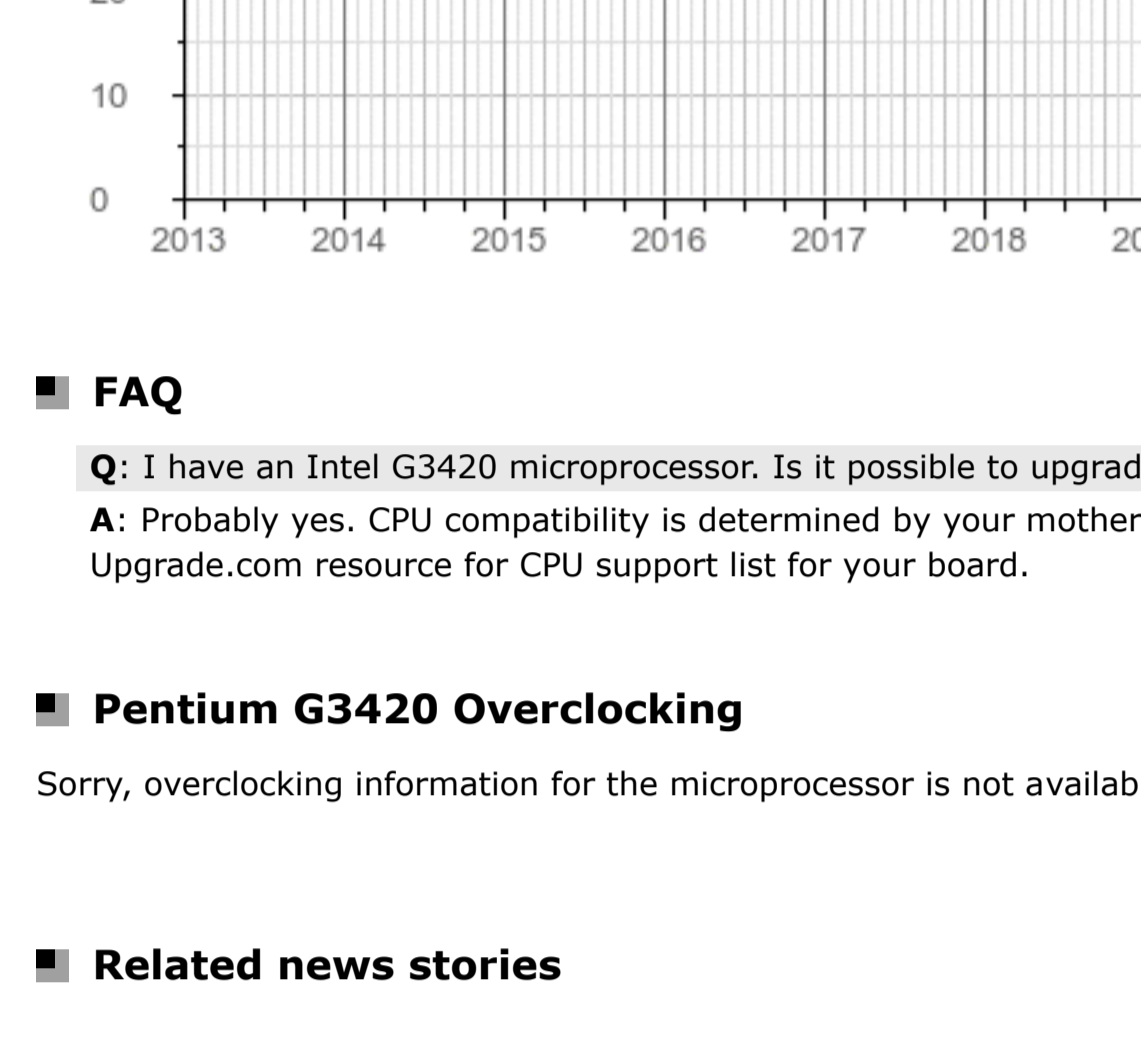 10
0
2013 2014 2015 2016 2017 2018
FAQ
Q: I have an Intel G3420 microprocessor. Is it possible to upgrad
A: Probably yes. CPU compatibility is determined by your mother
Upgrade.com resource for CPU support list for your board.
Pentium G3420 Overclocking
Sorry, overclocking information for the microprocessor is not availab
Related news stories